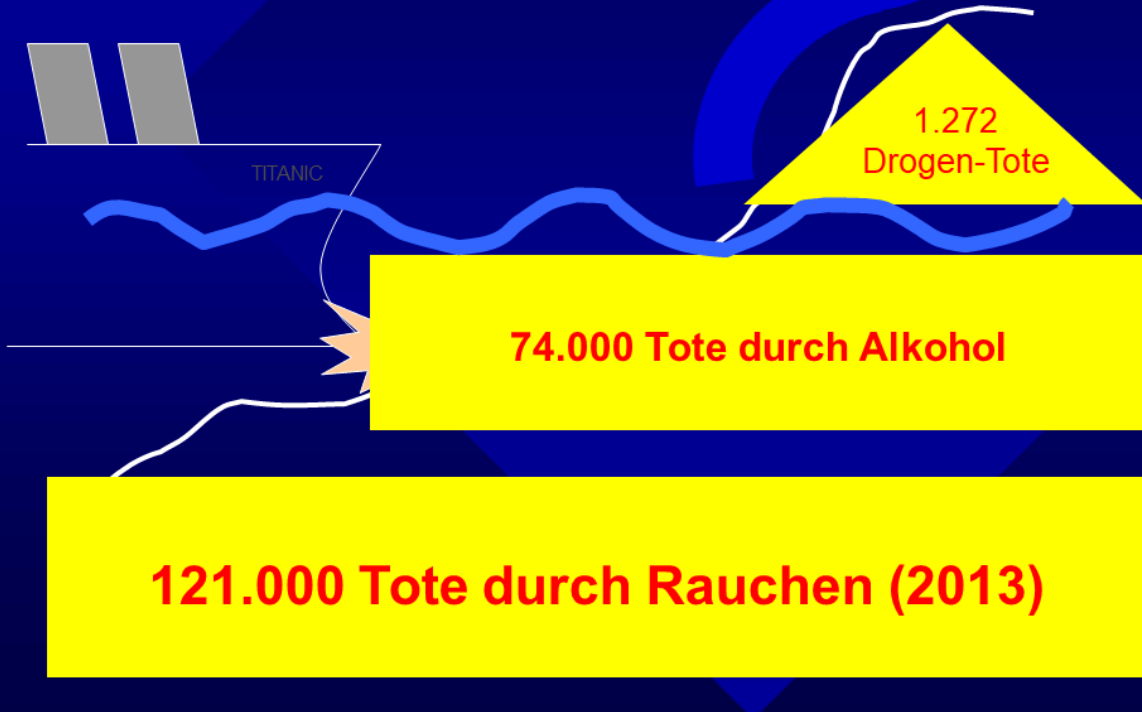 TITANIC
1.272
Drogen-Tote
74.000 Tote durch Alkohol
121.000 Tote durch Rauchen (2013)